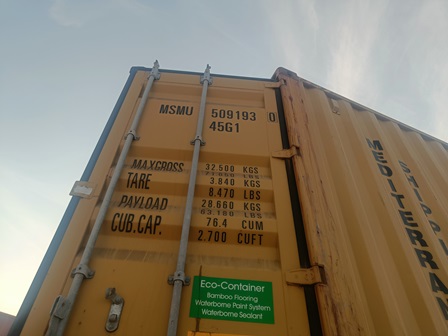 MSMU 509193 0
45G1
MAXGROSS 32.500 KGS
LBS
TARE 3.840 KGS
8.470 LBS
PAYLOAD 28.660 KGS
63.180 LBS
CUB.CAP. 76.4 CUM
2.700 CUFT
Eco-Container
Bamboo Flooring
Waterborne Paint System
Waterborne Sealant
MEDITERRA
SHIPP